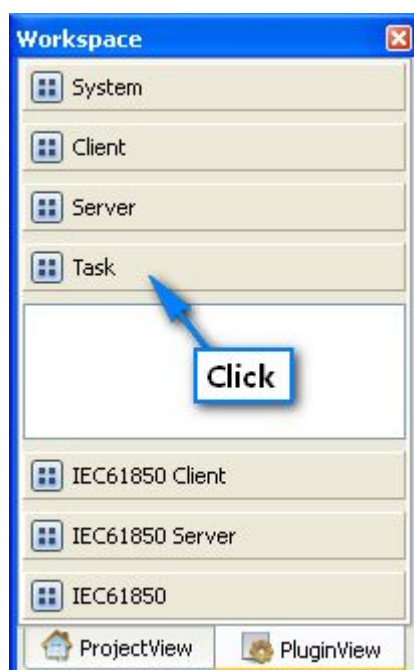 Workspace
System
Client
Server
Task
Click
IEC61850 Client
IEC61850 Server
IEC61850
ProjectView PluginView